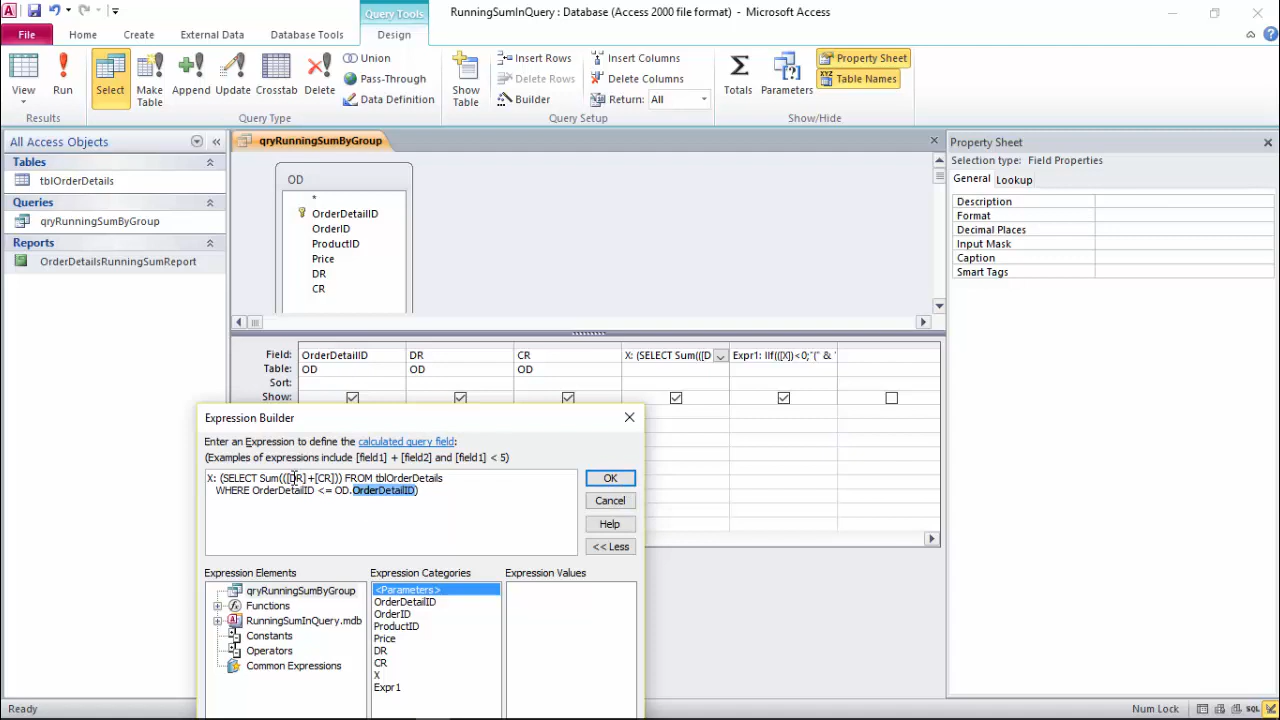 Query Tools
RunningSumInQuery : Database (Access 2000 file format) - Microsoft Access
File
Home
Create
External Data
Database Tools
Design
View
Run
Select
Make Table
Append
Update
Crosstab
Delete
Union
Pass-Through
Data Definition
Show Table
Insert Rows
Delete Rows
Builder
Insert Columns
Delete Columns
Return: All
Totals
Parameters
Property Sheet
Table Names
Results
Query Type
Query Setup
Show/Hide
All Access Objects
Tables
tblOrderDetails
Queries
qryRunningSumByGroup
Reports
OrderDetailsRunningSumReport
qryRunningSumByGroup
OD
*
OrderDetailID
OrderID
ProductID
Price
DR
CR
Property Sheet
Selection type: Field Properties
General
Lookup
Description
Format
Decimal Places
Input Mask
Caption
Smart Tags
Field: OrderDetailID DR CR X: (SELECT Sum(([D Expr1: IIf(([X])<0;"(" & '
Table: OD OD OD
Sort:
Show:
Expression Builder
Enter an Expression to define the calculated query field:
(Examples of expressions include [field1] + [field2] and [field1] < 5)
X: (SELECT Sum(([DR]+[CR])) FROM tblOrderDetails
WHERE OrderDetailID <= OD.OrderDetailID)
OK
Cancel
Help
<< Less
Expression Elements
qryRunningSumByGroup
Functions
RunningSumInQuery.mdb
Constants
Operators
Common Expressions
Expression Categories
<Parameters>
OrderDetailID
OrderID
ProductID
Price
DR
CR
X
Expr1
Expression Values
Ready
Num Lock
SQL